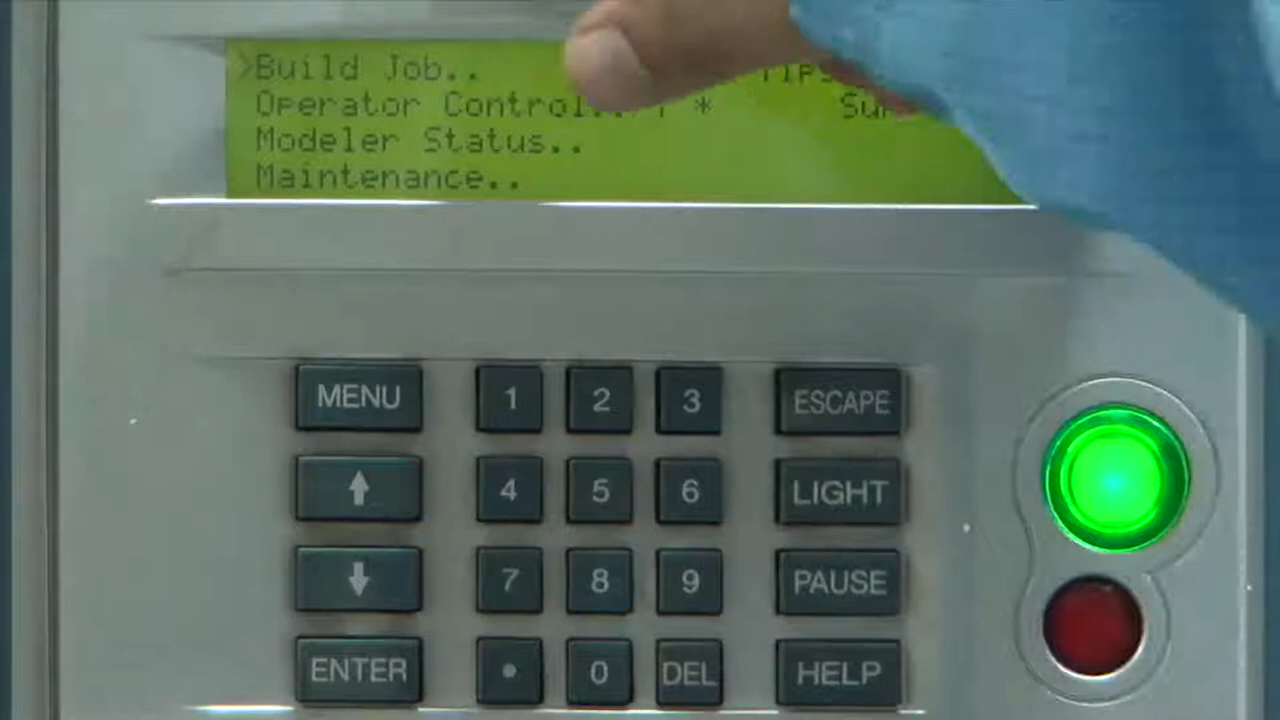 >Build Job..
Operator Control..
Modeler Status..
Maintenance..
MENU 1 2 3 ESCAPE
4 5 6 LIGHT
7 8 9 PAUSE
ENTER . 0 DEL HELP